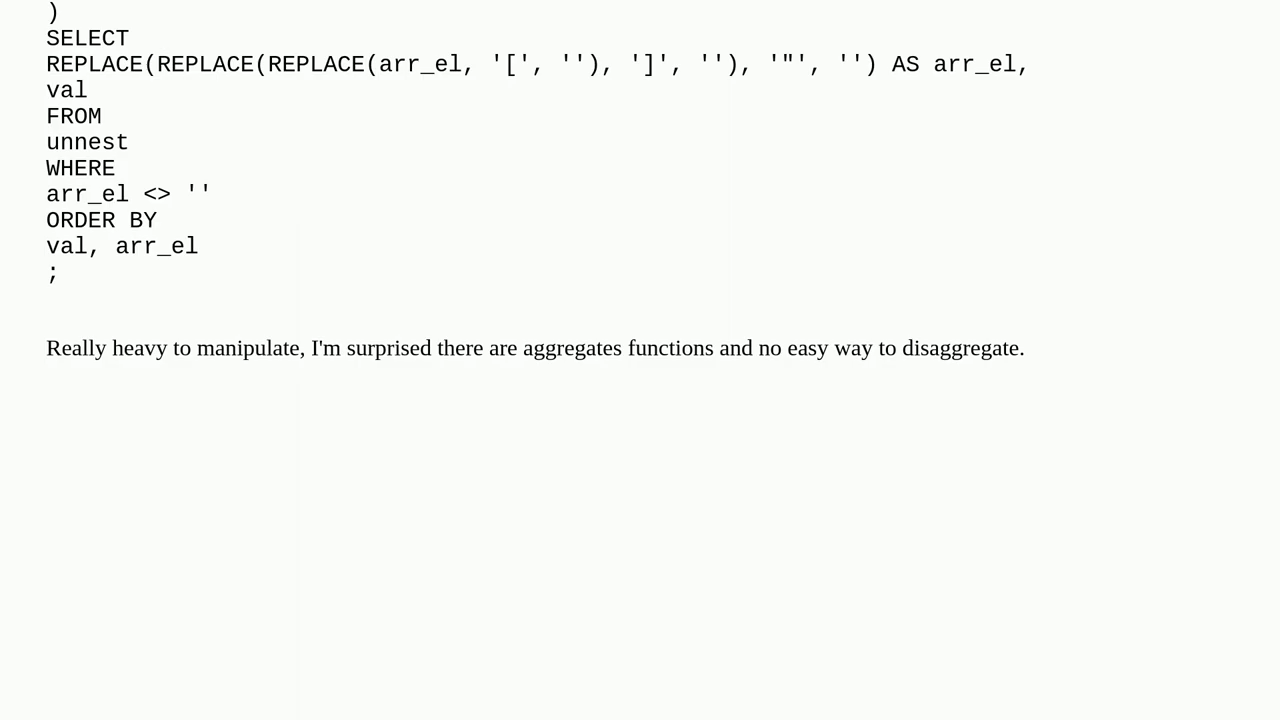 )
SELECT
REPLACE(REPLACE(REPLACE(arr_el, '[', ''), ']', ''), '"', '') AS arr_el,
val
FROM
unnest
WHERE
arr_el <> ''
ORDER BY
val, arr_el
;
Really heavy to manipulate, I'm surprised there are aggregates functions and no easy way to disaggregate.